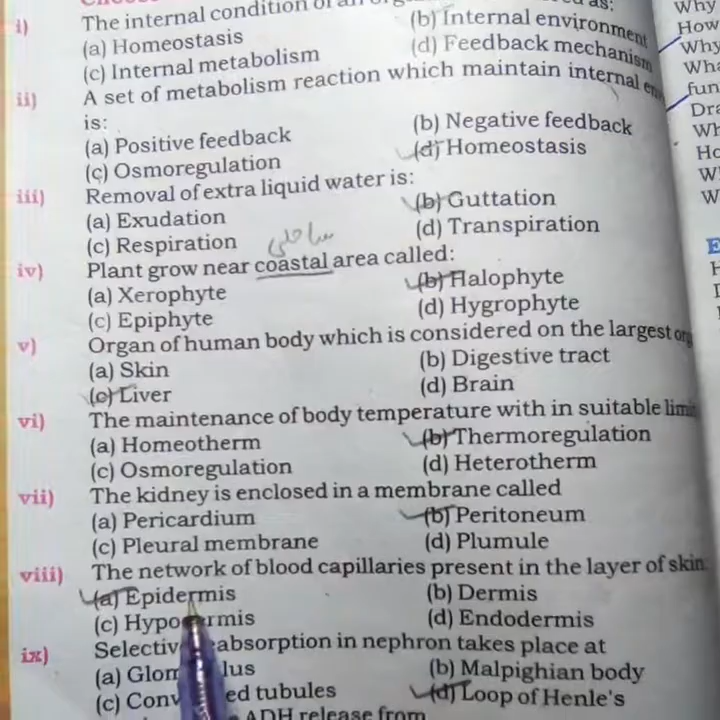 i) The internal condition of an
(a) Homeostasis (b) Internal environment
(c) Internal metabolism (d) Feedback mechanism
ii) A set of metabolism reaction which maintain internal
is:
(a) Positive feedback (b) Negative feedback
(c) Osmoregulation (d) Homeostasis
iii) Removal of extra liquid water is:
(a) Exudation (b) Guttation
(c) Respiration (d) Transpiration
ساحلی
iv) Plant grow near coastal area called:
(a) Xerophyte (b) Halophyte
(c) Epiphyte (d) Hygrophyte
v) Organ of human body which is considered on the largest
(a) Skin (b) Digestive tract
(c) Liver (d) Brain
vi) The maintenance of body temperature with in suitable
(a) Homeotherm (b) Thermoregulation
(c) Osmoregulation (d) Heterotherm
vii) The kidney is enclosed in a membrane called
(a) Pericardium (b) Peritoneum
(c) Pleural membrane (d) Plumule
viii) The network of blood capillaries present in the layer of skin
(a) Epidermis (b) Dermis
(c) (d) Endodermis
ix) absorption in nephron takes place at
(a) (b) Malpighian body
(c) tubules (d) Loop of Henle's
ADH release from
Why
How
Why